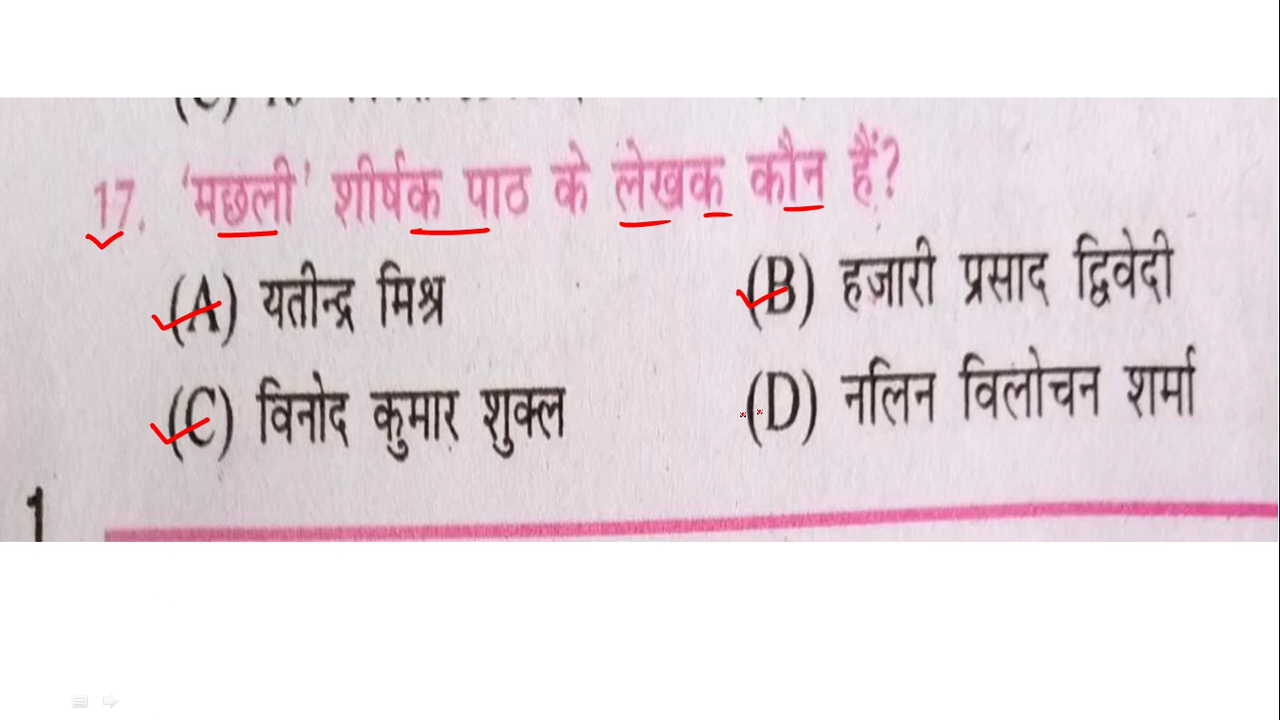 17. ‘मछली’ शीर्षक पाठ के लेखक कौन हैं?
(A) यतीन्द्र मिश्र (B) हजारी प्रसाद द्विवेदी
(C) विनोद कुमार शुक्ल (D) नलिन विलोचन शर्मा
1